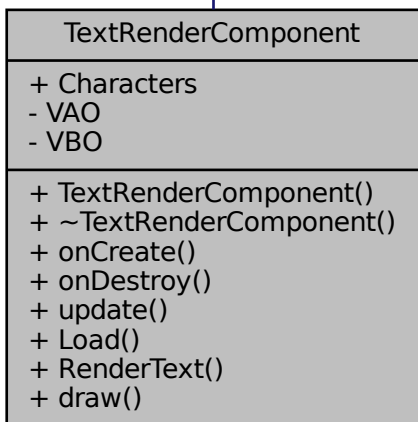 TextRenderComponent
+ Characters
- VAO
- VBO
+ TextRenderComponent()
+ ~TextRenderComponent()
+ onCreate()
+ onDestroy()
+ update()
+ Load()
+ RenderText()
+ draw()